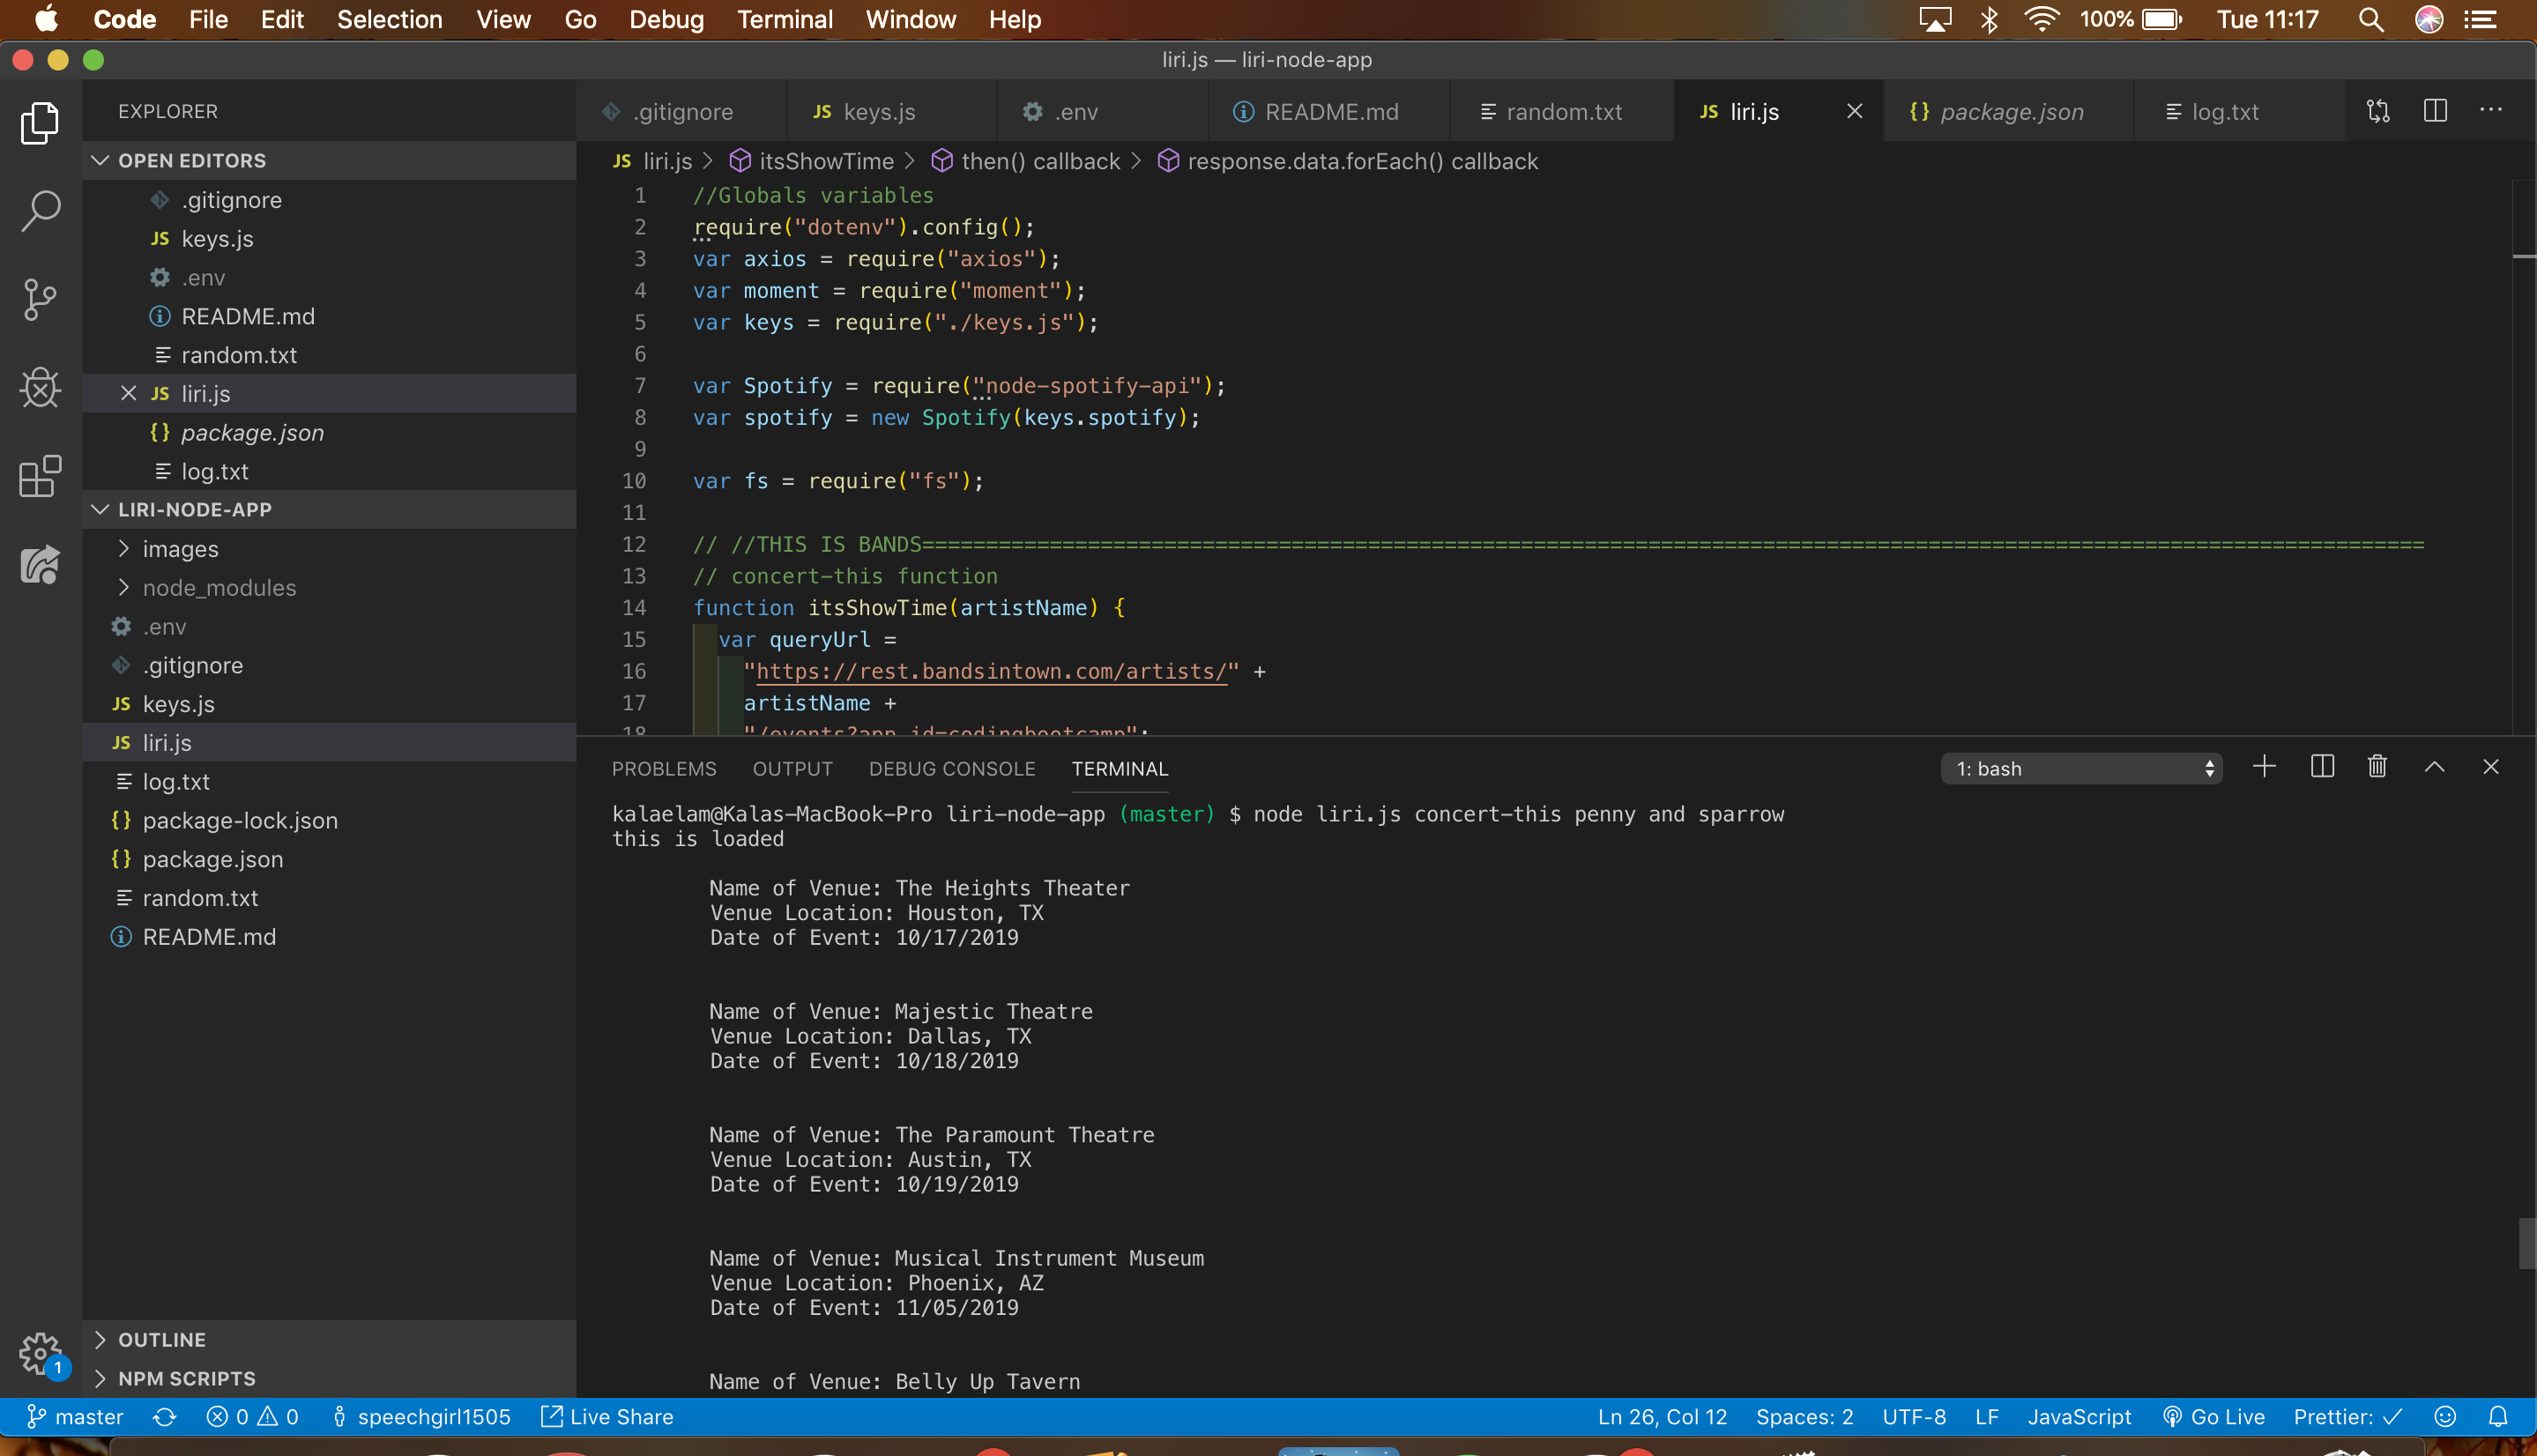 Code File Edit Selection View Go Debug Terminal Window Help 100% Tue 11:17
liri.js — liri-node-app
EXPLORER
OPEN EDITORS
.gitignore
JS keys.js
.env
README.md
random.txt
JS liri.js
{} package.json
log.txt
LIRI-NODE-APP
images
node_modules
.env
.gitignore
JS keys.js
JS liri.js
log.txt
{} package-lock.json
{} package.json
random.txt
README.md
OUTLINE
NPM SCRIPTS
.gitignore JS keys.js .env README.md random.txt JS liri.js {} package.json log.txt
JS liri.js > itsShowTime > then() callback > response.data.forEach() callback
1 //Globals variables
2 require("dotenv").config();
3 var axios = require("axios");
4 var moment = require("moment");
5 var keys = require("./keys.js");
6
7 var Spotify = require("node-spotify-api");
8 var spotify = new Spotify(keys.spotify);
9
10 var fs = require("fs");
11
12 // //THIS IS BANDS======================================================================================================================
13 // concert-this function
14 function itsShowTime(artistName) {
15 var queryUrl =
16 "https://rest.bandsintown.com/artists/" +
17 artistName +
18 "/events?app_id=codingbootcamp";
PROBLEMS OUTPUT DEBUG CONSOLE TERMINAL 1: bash
kalaelam@Kalas-MacBook-Pro liri-node-app (master) $ node liri.js concert-this penny and sparrow
this is loaded
Name of Venue: The Heights Theater
Venue Location: Houston, TX
Date of Event: 10/17/2019
Name of Venue: Majestic Theatre
Venue Location: Dallas, TX
Date of Event: 10/18/2019
Name of Venue: The Paramount Theatre
Venue Location: Austin, TX
Date of Event: 10/19/2019
Name of Venue: Musical Instrument Museum
Venue Location: Phoenix, AZ
Date of Event: 11/05/2019
Name of Venue: Belly Up Tavern
1
master 0 0 speechgirl1505 Live Share Ln 26, Col 12 Spaces: 2 UTF-8 LF JavaScript Go Live Prettier: ✓